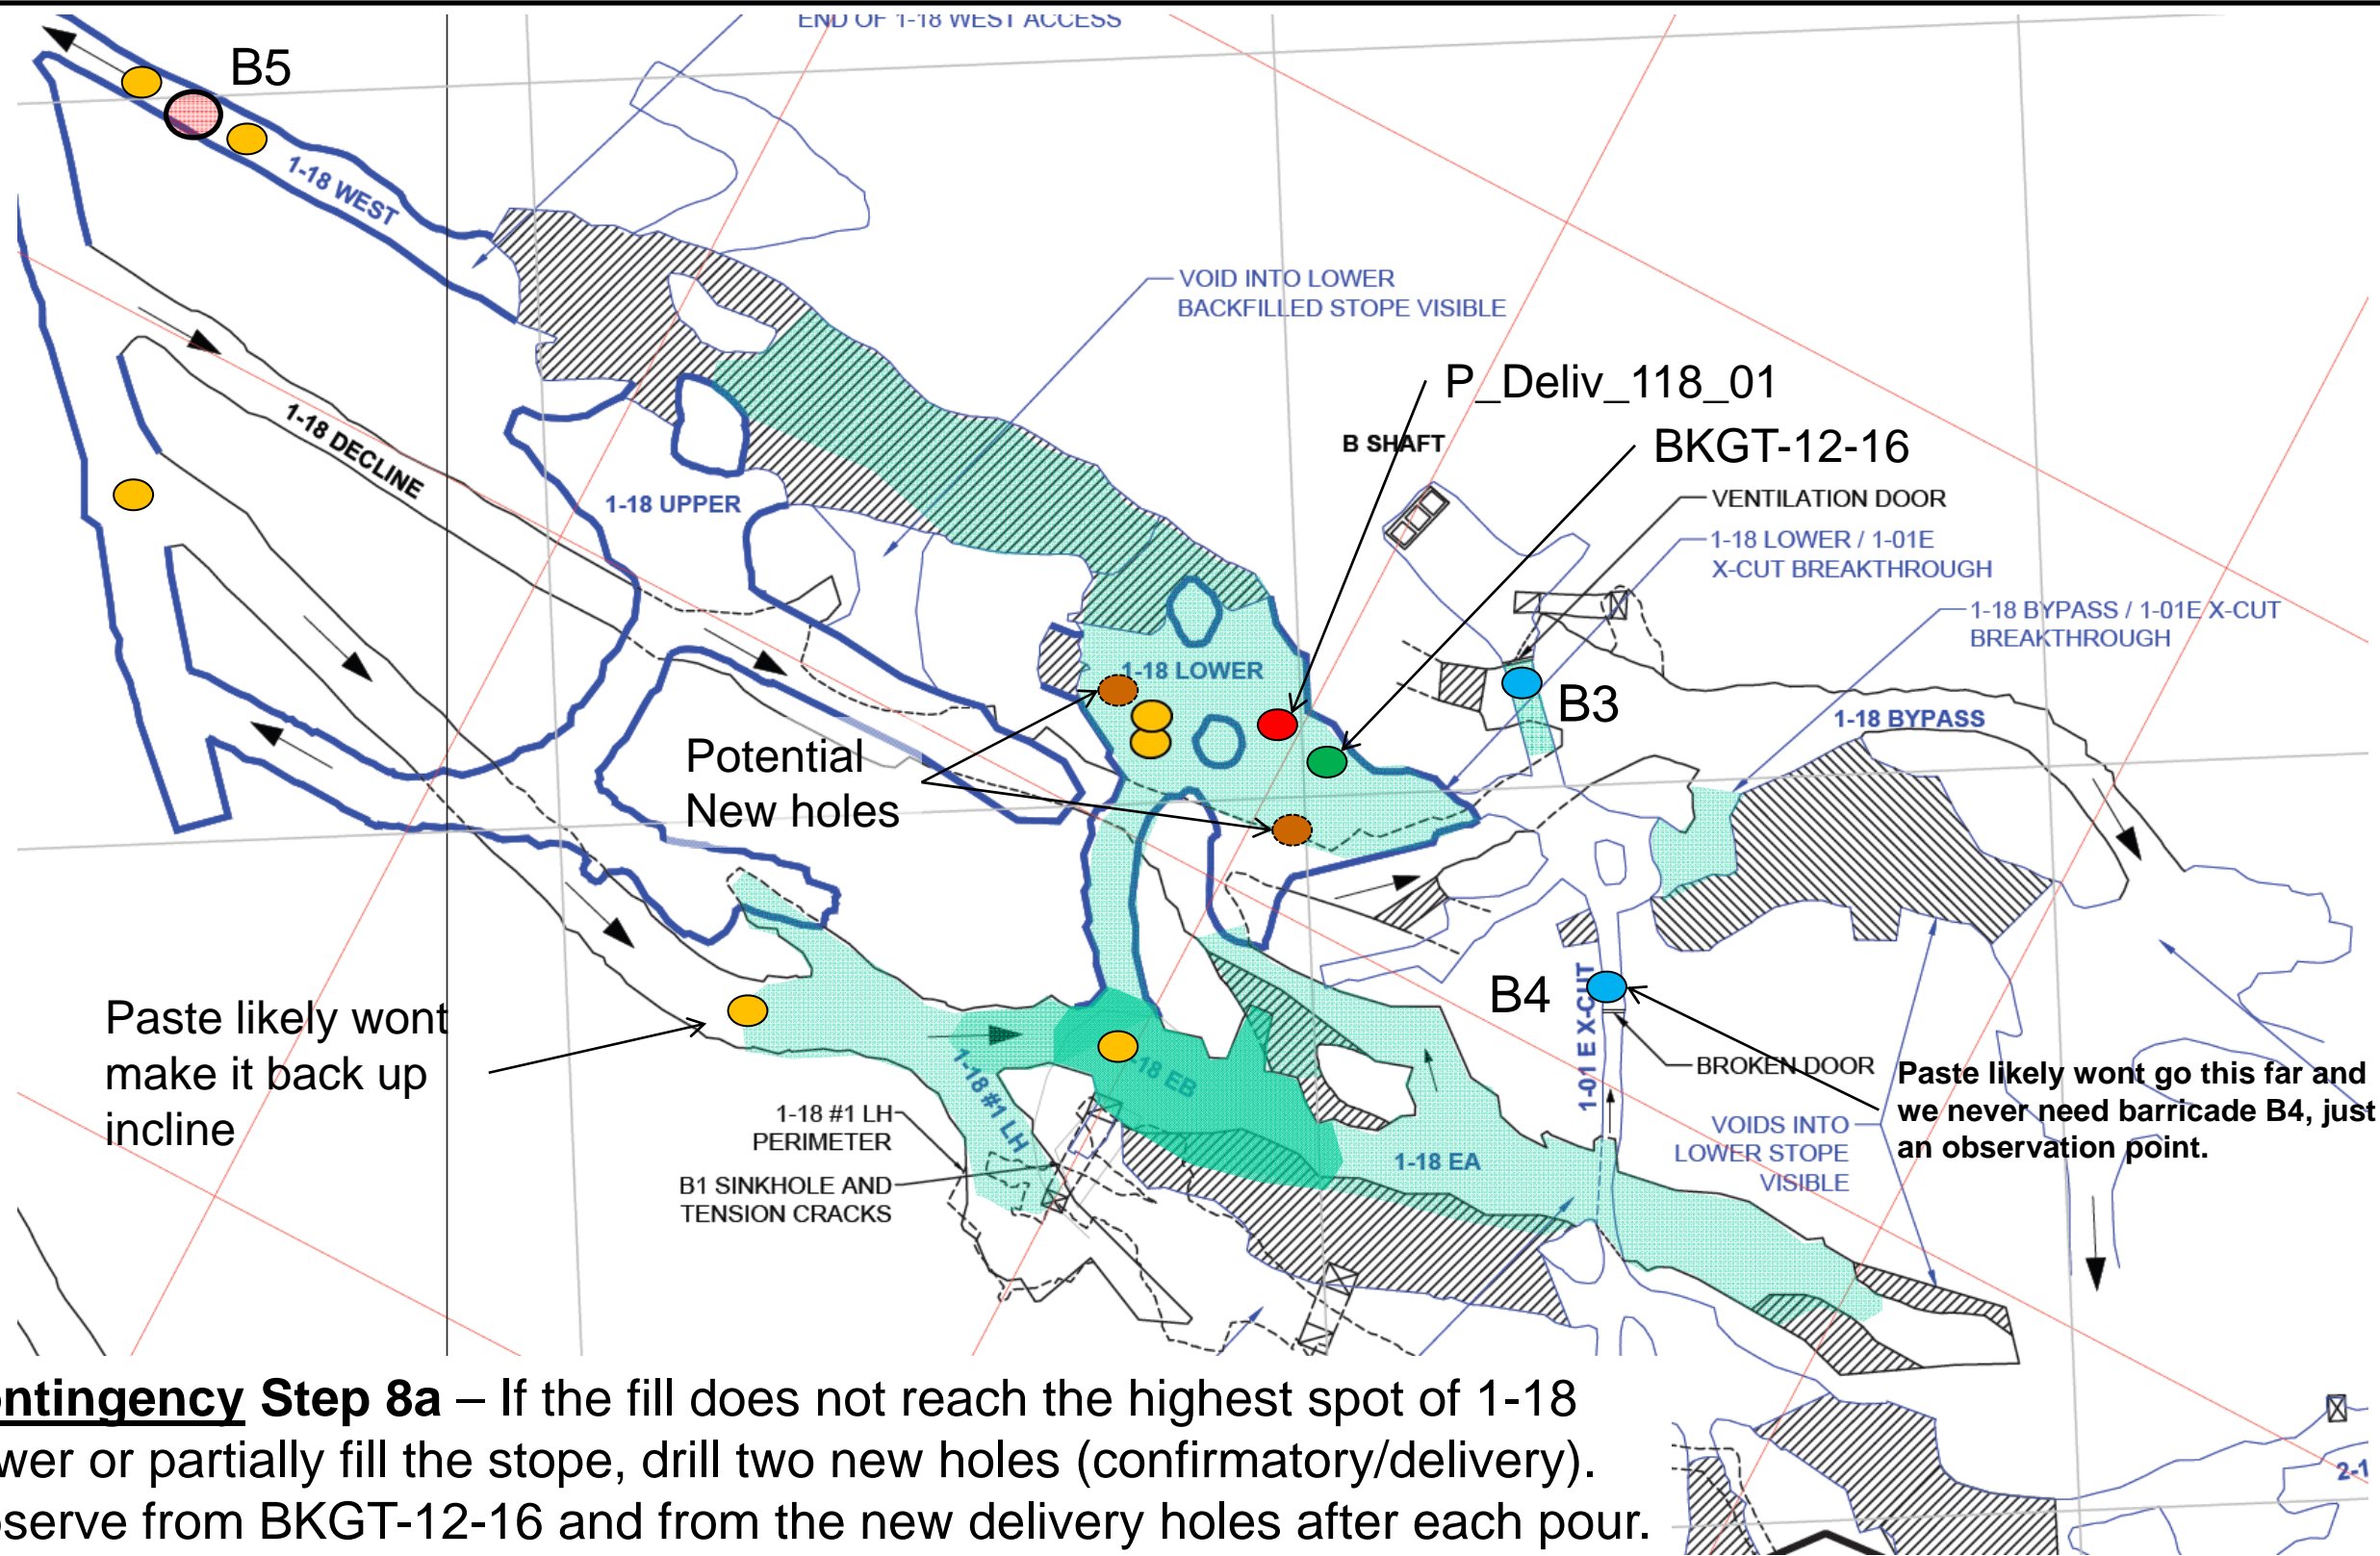 END OF 1-18 WEST ACCESS
B5
1-18 WEST
VOID INTO LOWER
BACKFILLED STOPE VISIBLE
P_Deliv_118_01
B SHAFT
BKGT-12-16
1-18 DECLINE
1-18 UPPER
VENTILATION DOOR
1-18 LOWER / 1-01E
X-CUT BREAKTHROUGH
1-18 BYPASS / 1-01E X-CUT
BREAKTHROUGH
1-18 LOWER
B3
1-18 BYPASS
Potential
New holes
B4
1-01 E X-CUT
Paste likely wont
make it back up
incline
BROKEN DOOR
Paste likely wont go this far and
we never need barricade B4, just
an observation point.
18 EB
1-18 #1 LH
1-18 #1 LH
PERIMETER
B1 SINKHOLE AND
TENSION CRACKS
1-18 EA
VOIDS INTO
LOWER STOPE
VISIBLE
ntingency Step 8a – If the fill does not reach the highest spot of 1-18
wer or partially fill the stope, drill two new holes (confirmatory/delivery).
serve from BKGT-12-16 and from the new delivery holes after each pour.
2-1